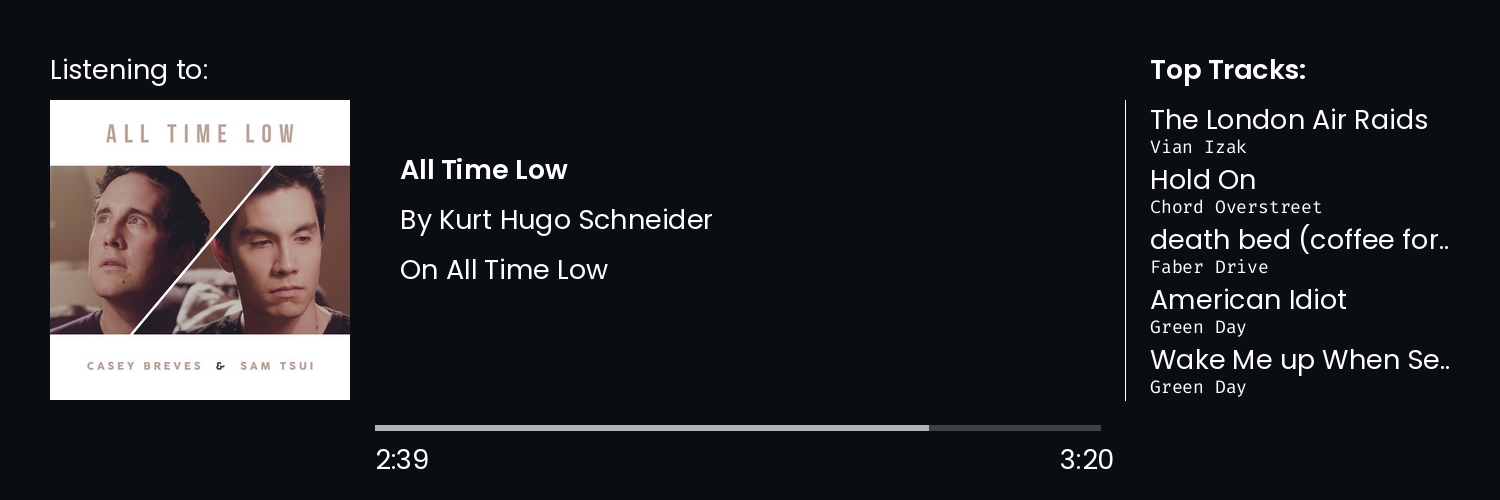 Listening to:
ALL TIME LOW
CASEY BREVES & SAM TSUI
All Time Low
By Kurt Hugo Schneider
On All Time Low
2:39
3:20
Top Tracks:
The London Air Raids
Vian Izak
Hold On
Chord Overstreet
death bed (coffee for..
Faber Drive
American Idiot
Green Day
Wake Me up When Se..
Green Day